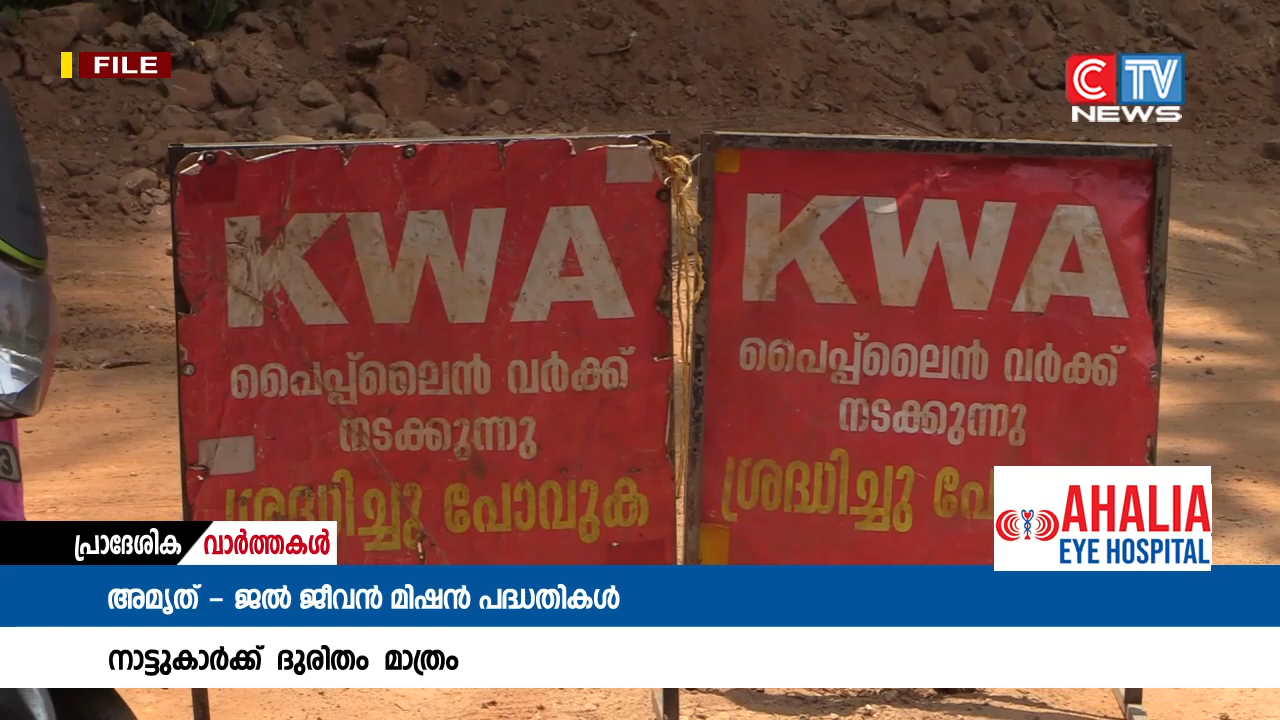 FILE
CTV
NEWS
KWA
പൈപ്പ്ലൈൻ വർക്ക്
നടക്കുന്നു
ശ്രദ്ധിച്ചു പോവുക
KWA
പൈപ്പ്ലൈൻ വർക്ക്
നടക്കുന്നു
ശ്രദ്ധിച്ചു
AHALIA
EYE HOSPITAL
പ്രാദേശിക വാർത്തകൾ
അമൃത് - ജൽ ജീവൻ മിഷൻ പദ്ധതികൾ
നാട്ടുകാർക്ക് ദുരിതം മാത്രം